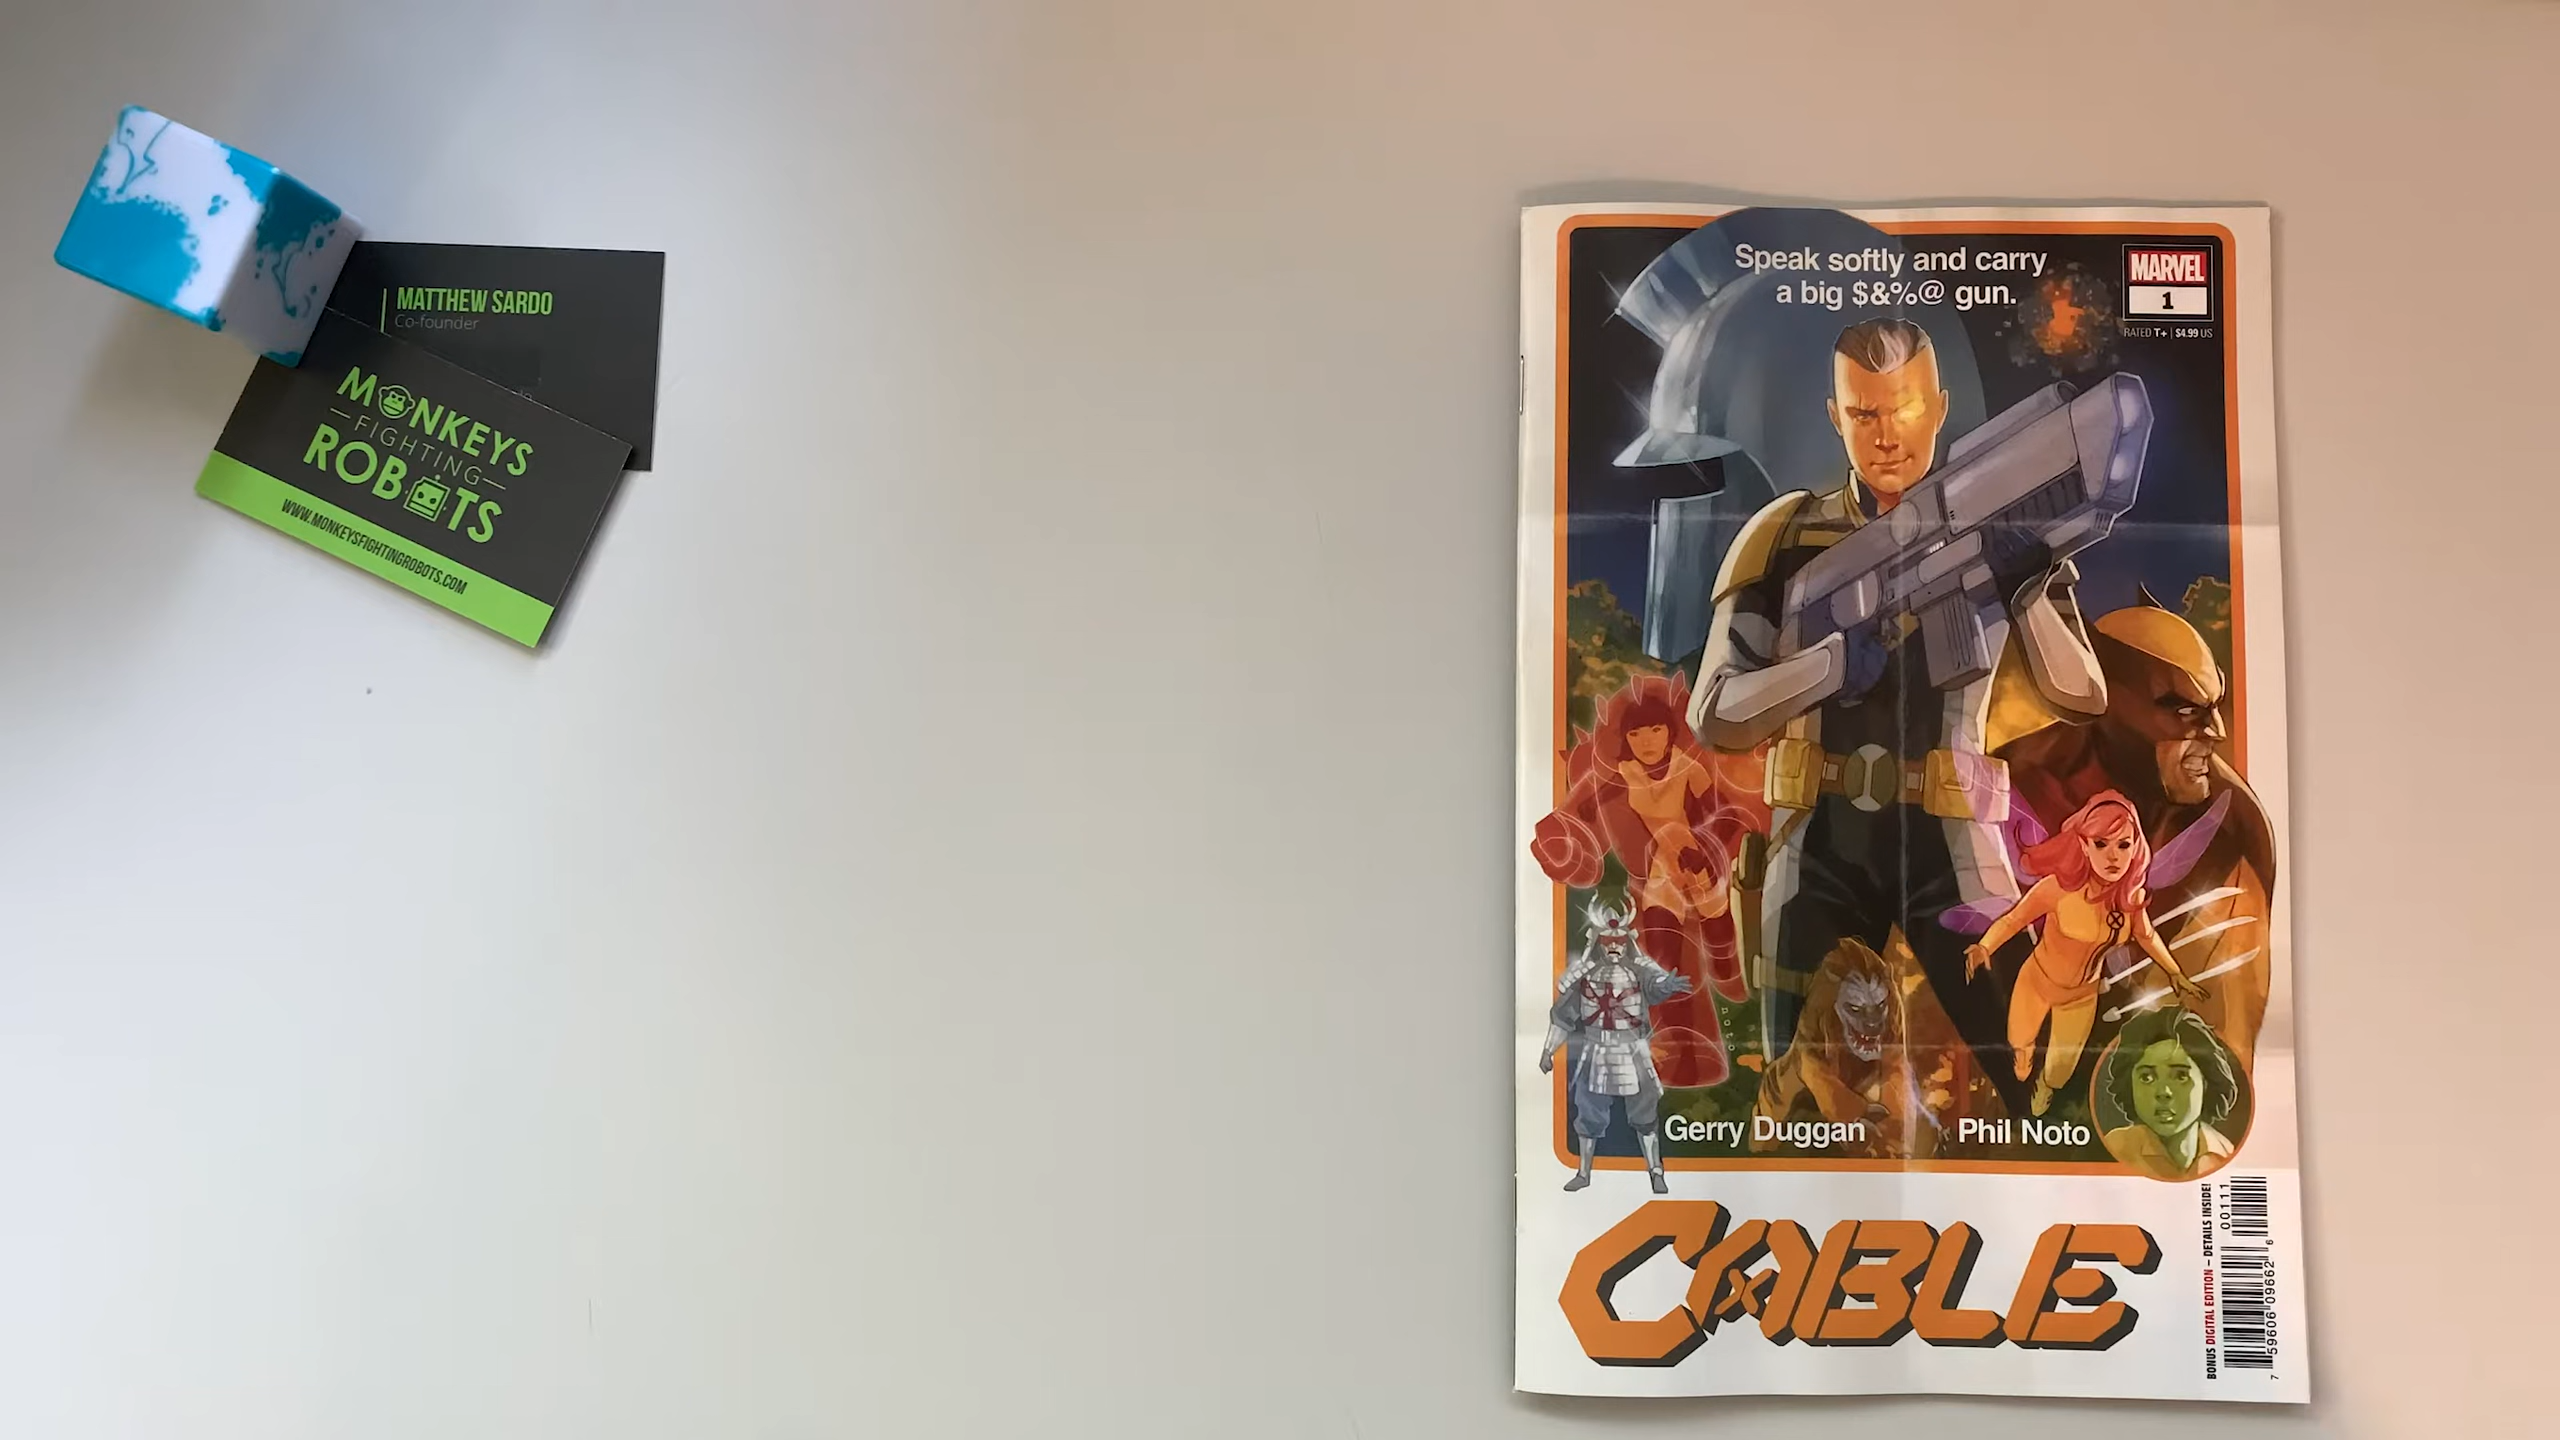 MATTHEW SARDO
Co-founder
MONKEYS
FIGHTING
ROBOTS
WWW.MONKEYSFIGHTINGROBOTS.COM
Speak softly and carry
a big $&%@ gun.
MARVEL
1
RATED T+ | $4.99 US
noto
Gerry Duggan
Phil Noto
CABLE
BONUS DIGITAL EDITION – DETAILS INSIDE!
00111
7 59606 09662 6